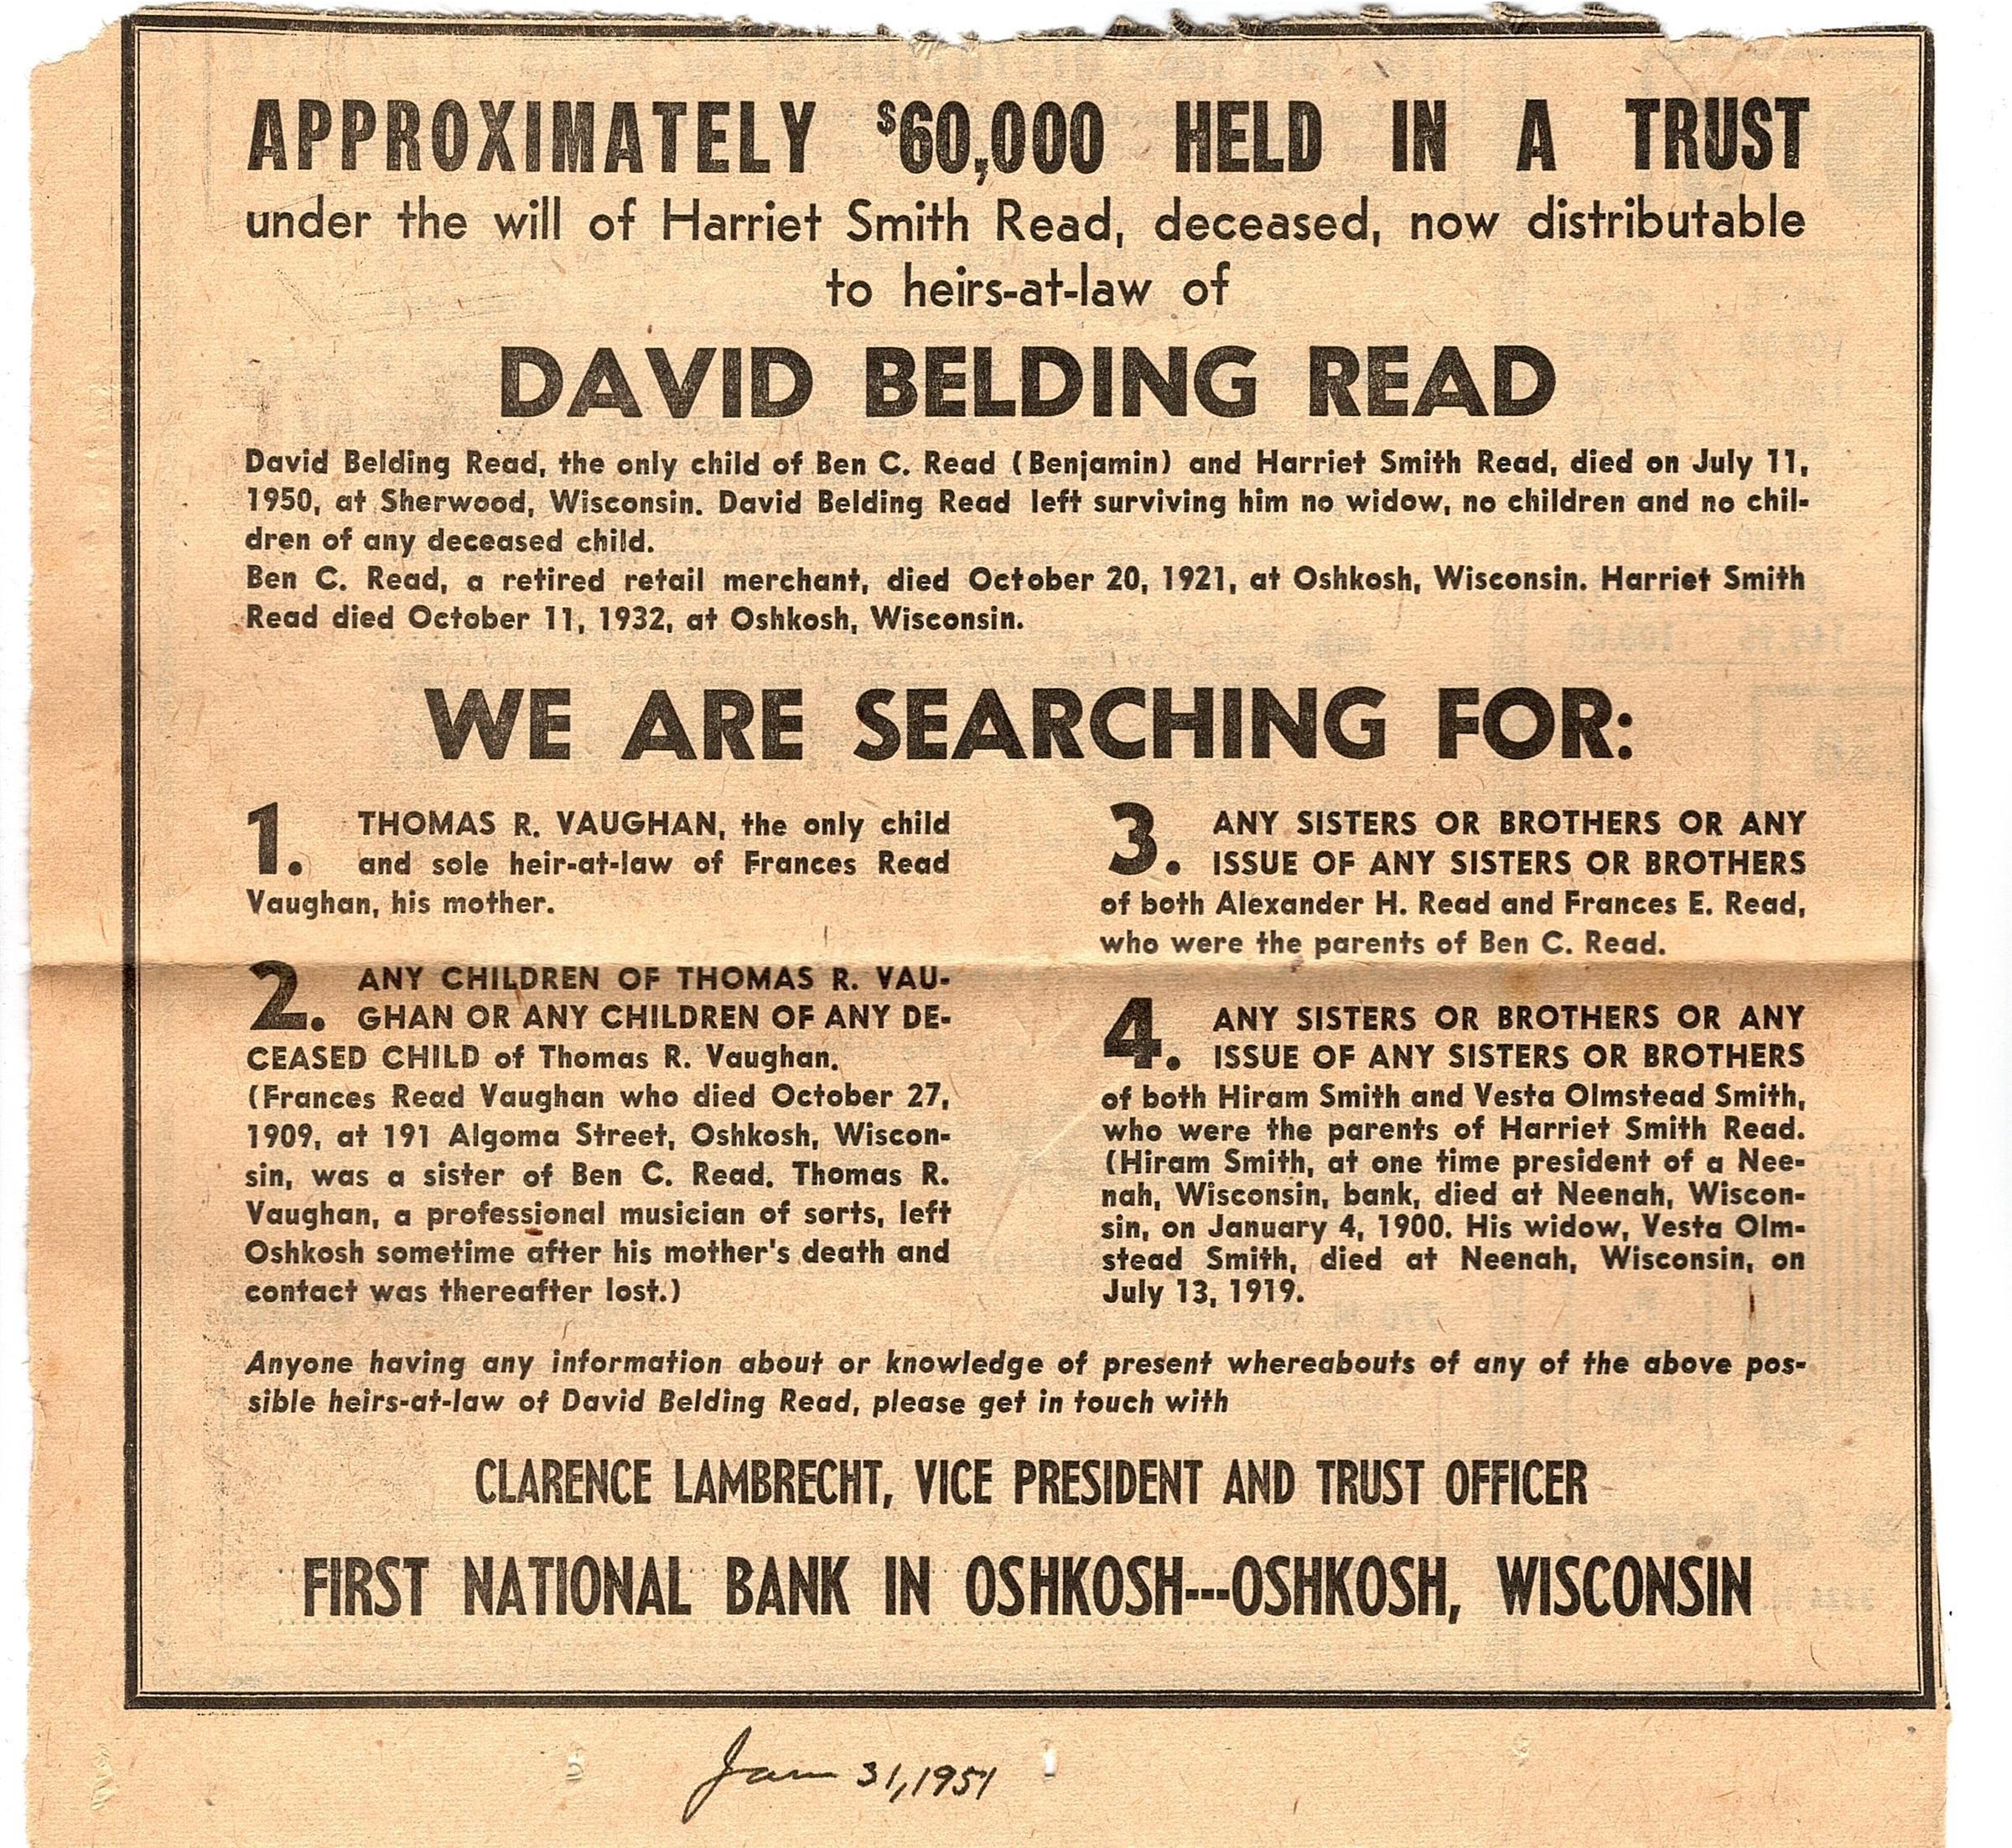 APPROXIMATELY $60,000 HELD IN A TRUST
under the will of Harriet Smith Read, deceased, now distributable
to heirs-at-law of
DAVID BELDING READ
David Belding Read, the only child of Ben C. Read (Benjamin) and Harriet Smith Read, died on July 11,
1950, at Sherwood, Wisconsin. David Belding Read left surviving him no widow, no children and no chil-
dren of any deceased child.
Ben C. Read, a retired retail merchant, died October 20, 1921, at Oshkosh, Wisconsin. Harriet Smith
Read died October 11, 1932, at Oshkosh, Wisconsin.
WE ARE SEARCHING FOR:
1. THOMAS R. VAUGHAN, the only child
and sole heir-at-law of Frances Read
Vaughan, his mother.
2. ANY CHILDREN OF THOMAS R. VAU-
GHAN OR ANY CHILDREN OF ANY DE-
CEASED CHILD of Thomas R. Vaughan.
(Frances Read Vaughan who died October 27,
1909, at 191 Algoma Street, Oshkosh, Wiscon-
sin, was a sister of Ben C. Read. Thomas R.
Vaughan, a professional musician of sorts, left
Oshkosh sometime after his mother's death and
contact was thereafter lost.)
3. ANY SISTERS OR BROTHERS OR ANY
ISSUE OF ANY SISTERS OR BROTHERS
of both Alexander H. Read and Frances E. Read,
who were the parents of Ben C. Read.
4. ANY SISTERS OR BROTHERS OR ANY
ISSUE OF ANY SISTERS OR BROTHERS
of both Hiram Smith and Vesta Olmstead Smith,
who were the parents of Harriet Smith Read.
(Hiram Smith, at one time president of a Nee-
nah, Wisconsin, bank, died at Neenah, Wiscon-
sin, on January 4, 1900. His widow, Vesta Olm-
stead Smith, died at Neenah, Wisconsin, on
July 13, 1919.
Anyone having any information about or knowledge of present whereabouts of any of the above pos-
sible heirs-at-law of David Belding Read, please get in touch with
CLARENCE LAMBRECHT, VICE PRESIDENT AND TRUST OFFICER
FIRST NATIONAL BANK IN OSHKOSH---OSHKOSH, WISCONSIN
Jan 31, 1951